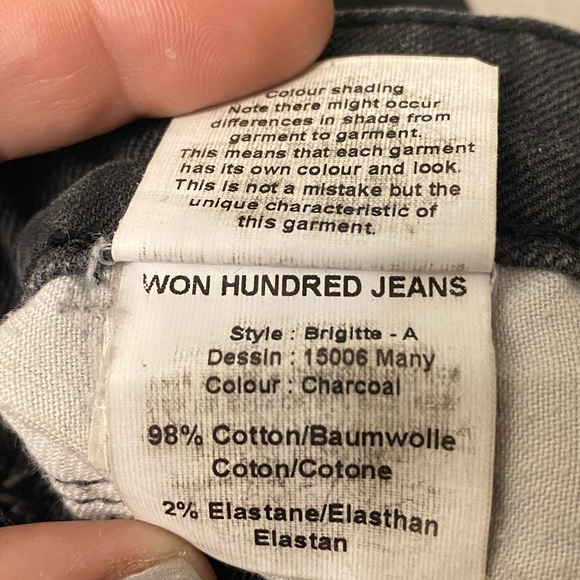 Colour shading
Note there might occur
differences in shade from
garment to garment.
This means that each garment
has its own colour and look.
This is not a mistake but the
unique characteristic of
this garment.
WON HUNDRED JEANS
Style : Brigitte - A
Dessin : 15006 Many
Colour : Charcoal
98% Cotton/Baumwolle
Coton/Cotone
2% Elastane/Elasthan
Elastan